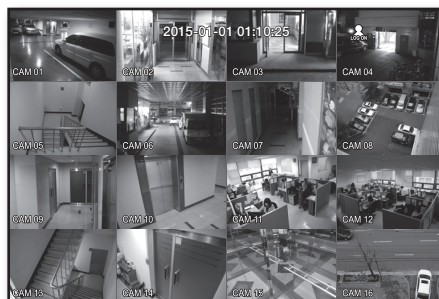 2015-01-01 01:10:25
LOG ON
CAM 01
CAM 02
CAM 03
CAM 04
CAM 05
CAM 06
CAM 07
CAM 08
CAM 09
CAM 10
CAM 11
CAM 12
CAM 13
CAM 14
CAM 15
CAM 16